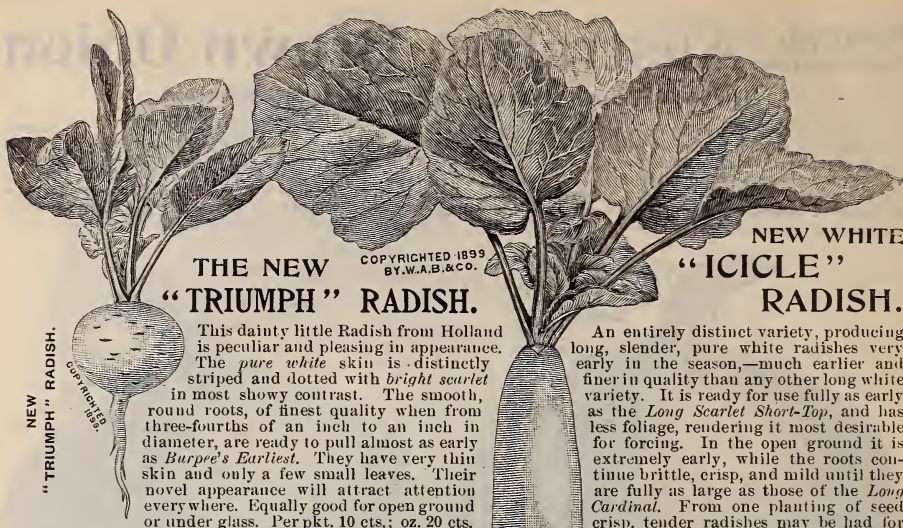 THE NEW
"TRIUMPH" RADISH.
COPYRIGHTED 1899
BY. W. A. B. & CO.
This dainty little Radish from Holland
is peculiar and pleasing in appearance.
The pure white skin is distinctly
striped and dotted with bright scarlet
in most showy contrast. The smooth,
round roots, of finest quality when from
three-fourths of an inch to an inch in
diameter, are ready to pull almost as early
as Burpee's Earliest. They have very thin
skin and only a few small leaves. Their
novel appearance will attract attention
everywhere. Equally good for open ground
or under glass. Per pkt. 10 cts.; oz. 20 cts.
NEW
"TRIUMPH" RADISH.
COPYRIGHTED
1899.
NEW WHITE
"ICICLE"
RADISH.
An entirely distinct variety, producing
long, slender, pure white radishes very
early in the season,—much earlier and
finer in quality than any other long white
variety. It is ready for use fully as early
as the Long Scarlet Short-Top, and has
less foliage, rendering it most desirable
for forcing. In the open ground it is
extremely early, while the roots con-
tinue brittle, crisp, and mild until they
are fully as large as those of the Long
Cardinal. From one planting of seed
crisp, tender radishes may be had for